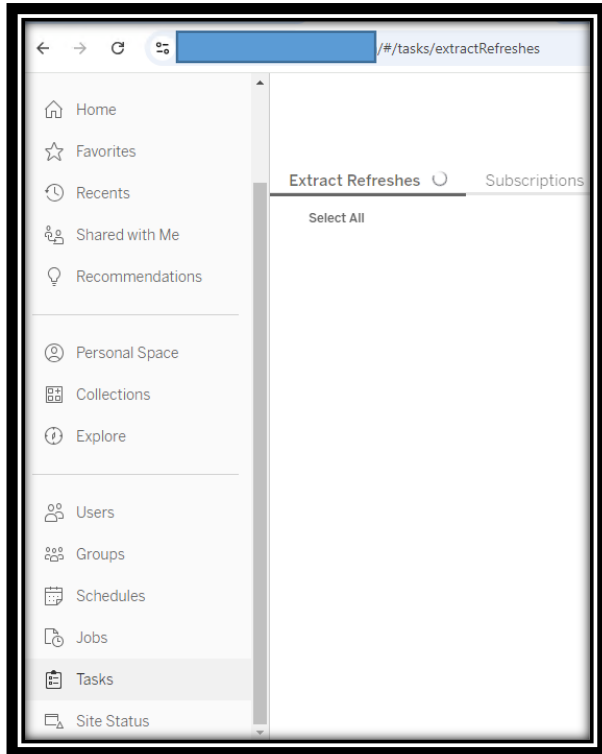 /#/tasks/extractRefreshes
Home
Favorites
Recents
Shared with Me
Recommendations
Personal Space
Collections
Explore
Users
Groups
Schedules
Jobs
Tasks
Site Status
Extract Refreshes Subscriptions
Select All